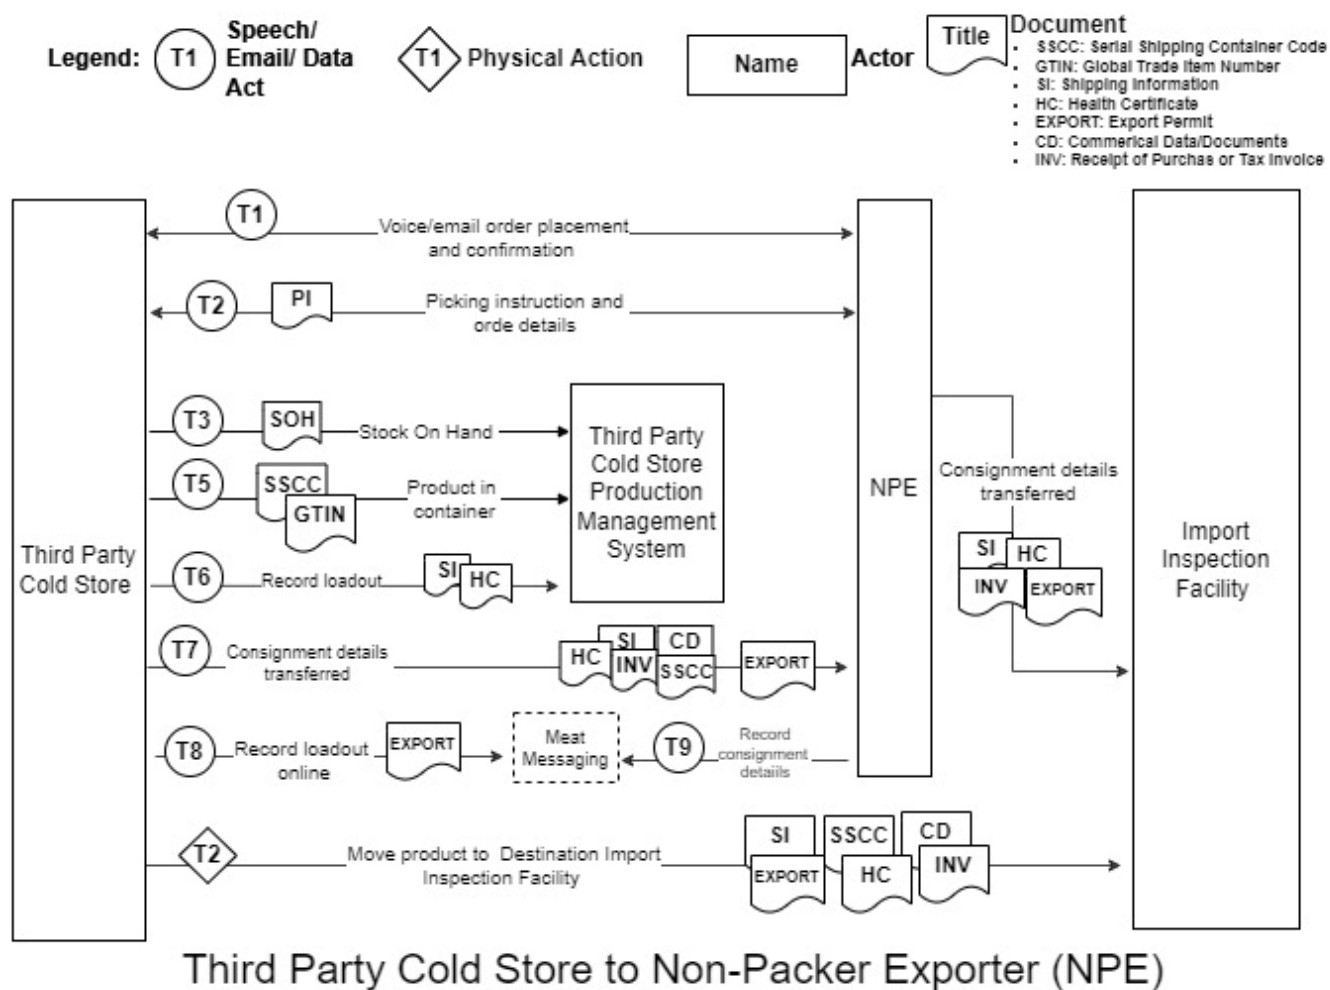 Legend:
T1
Speech/
Email/ Data
Act
T1
Physical Action
Name
Actor
Title
Document
SSCC: Serial Shipping Container Code
GTIN: Global Trade Item Number
SI: Shipping Information
HC: Health Certificate
EXPORT: Export Permit
CD: Commerical Data/Documents
INV: Receipt of Purchas or Tax Invoice
T1
Voice/email order placement
and confirmation
T2
PI
Picking instruction and
orde details
T3
SOH
Stock On Hand
T5
SSCC
GTIN
Product in
container
Third Party
Cold Store
Production
Management
System
T6
Record loadout
SI
HC
Third Party
Cold Store
NPE
Consignment details
transferred
SI
HC
INV
EXPORT
Import
Inspection
Facility
T7
Consignment details
transferred
HC
SI
INV
CD
SSCC
EXPORT
T8
Record loadout
online
EXPORT
Meat
Messaging
T9
Record
consignment
details
T2
Move product to Destination Import
Inspection Facility
SI
EXPORT
SSCC
HC
CD
INV
Third Party Cold Store to Non-Packer Exporter (NPE)